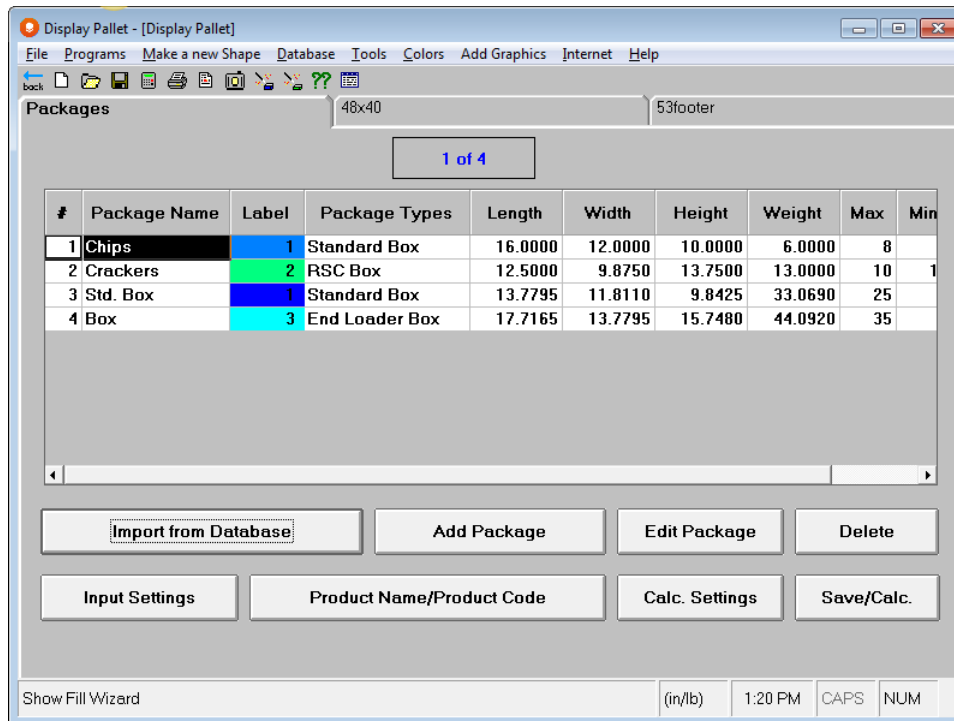 Display Pallet - [Display Pallet]
File Programs Make a new Shape Database Tools Colors Add Graphics Internet Help
back ??
Packages 48x40 53footer
1 of 4
# Package Name Label Package Types Length Width Height Weight Max Min
1 Chips 1 Standard Box 16.0000 12.0000 10.0000 6.0000 8
2 Crackers 2 RSC Box 12.5000 9.8750 13.7500 13.0000 10 1
3 Std. Box 1 Standard Box 13.7795 11.8110 9.8425 33.0690 25
4 Box 3 End Loader Box 17.7165 13.7795 15.7480 44.0920 35
Import from Database Add Package Edit Package Delete
Input Settings Product Name/Product Code Calc. Settings Save/Calc.
Show Fill Wizard (in/lb) 1:20 PM CAPS NUM